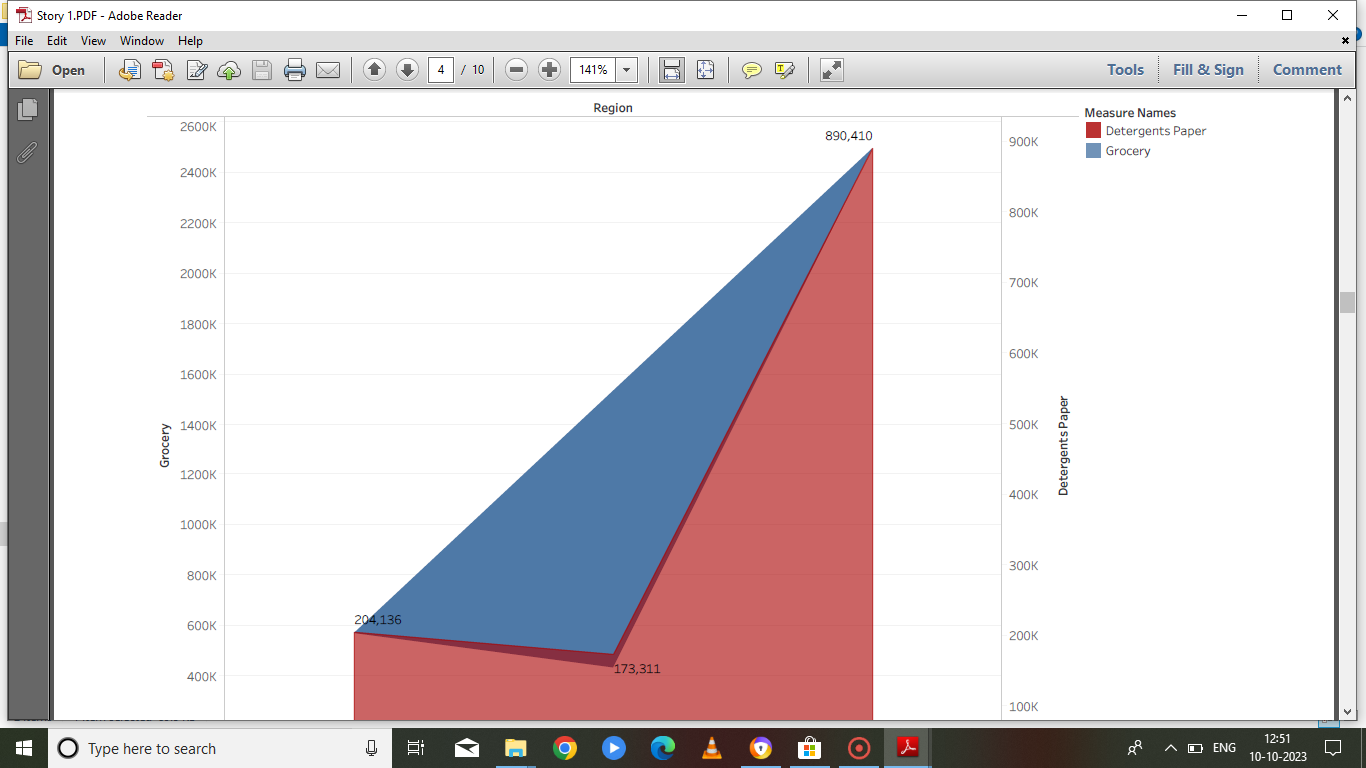 Story 1.PDF - Adobe Reader
File Edit View Window Help
Open 4 / 10 141% Tools Fill & Sign Comment
Region
Measure Names
Detergents Paper
Grocery
2600K
2400K
2200K
2000K
1800K
1600K
1400K
1200K
1000K
800K
600K
400K
Grocery
890,410
204,136
173,311
900K
800K
700K
600K
500K
400K
300K
200K
100K
Detergents Paper
Type here to search
ENG
12:51
10-10-2023